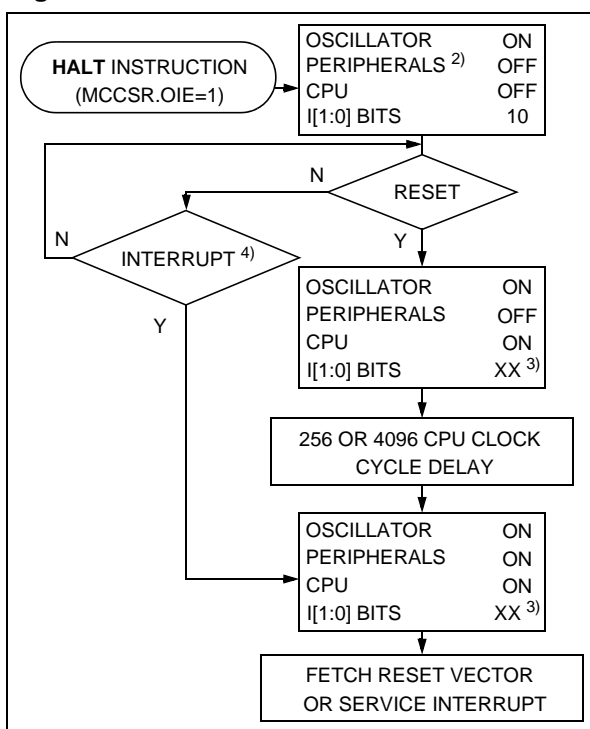 HALT INSTRUCTION
(MCCSR.OIE=1)
OSCILLATOR ON
PERIPHERALS 2) OFF
CPU OFF
I[1:0] BITS 10
RESET
N
Y
INTERRUPT 4)
N
Y
OSCILLATOR ON
PERIPHERALS OFF
CPU ON
I[1:0] BITS XX 3)
256 OR 4096 CPU CLOCK
CYCLE DELAY
OSCILLATOR ON
PERIPHERALS ON
CPU ON
I[1:0] BITS XX 3)
FETCH RESET VECTOR
OR SERVICE INTERRUPT